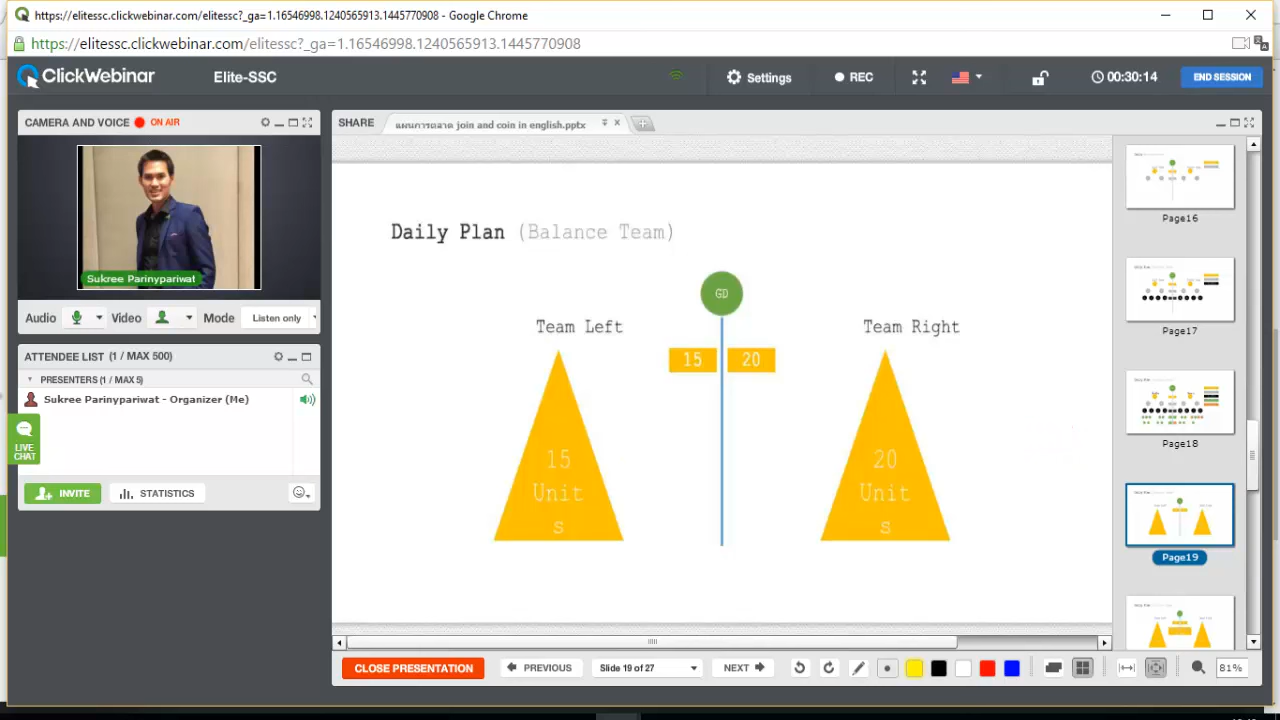 https://elitessc.clickwebinar.com/elitessc?_ga=1.16546998.1240565913.1445770908 - Google Chrome
https://elitessc.clickwebinar.com/elitessc?_ga=1.16546998.1240565913.1445770908
ClickWebinar
Elite-SSC
Settings
REC
00:30:14
END SESSION
CAMERA AND VOICE
ON AIR
Sukree Parinypariwat
Audio
Video
Mode
Listen only
ATTENDEE LIST (1 / MAX 500)
PRESENTERS (1 / MAX 5)
Sukree Parinypariwat - Organizer (Me)
LIVE
CHAT
INVITE
STATISTICS
SHARE
แผนการตลาด join and coin in english.pptx
Daily Plan (Balance Team)
GD
Team Left
Team Right
15
20
15
Unit
s
20
Unit
s
Page16
Page17
Page18
Page19
CLOSE PRESENTATION
PREVIOUS
Slide 19 of 27
NEXT
81%